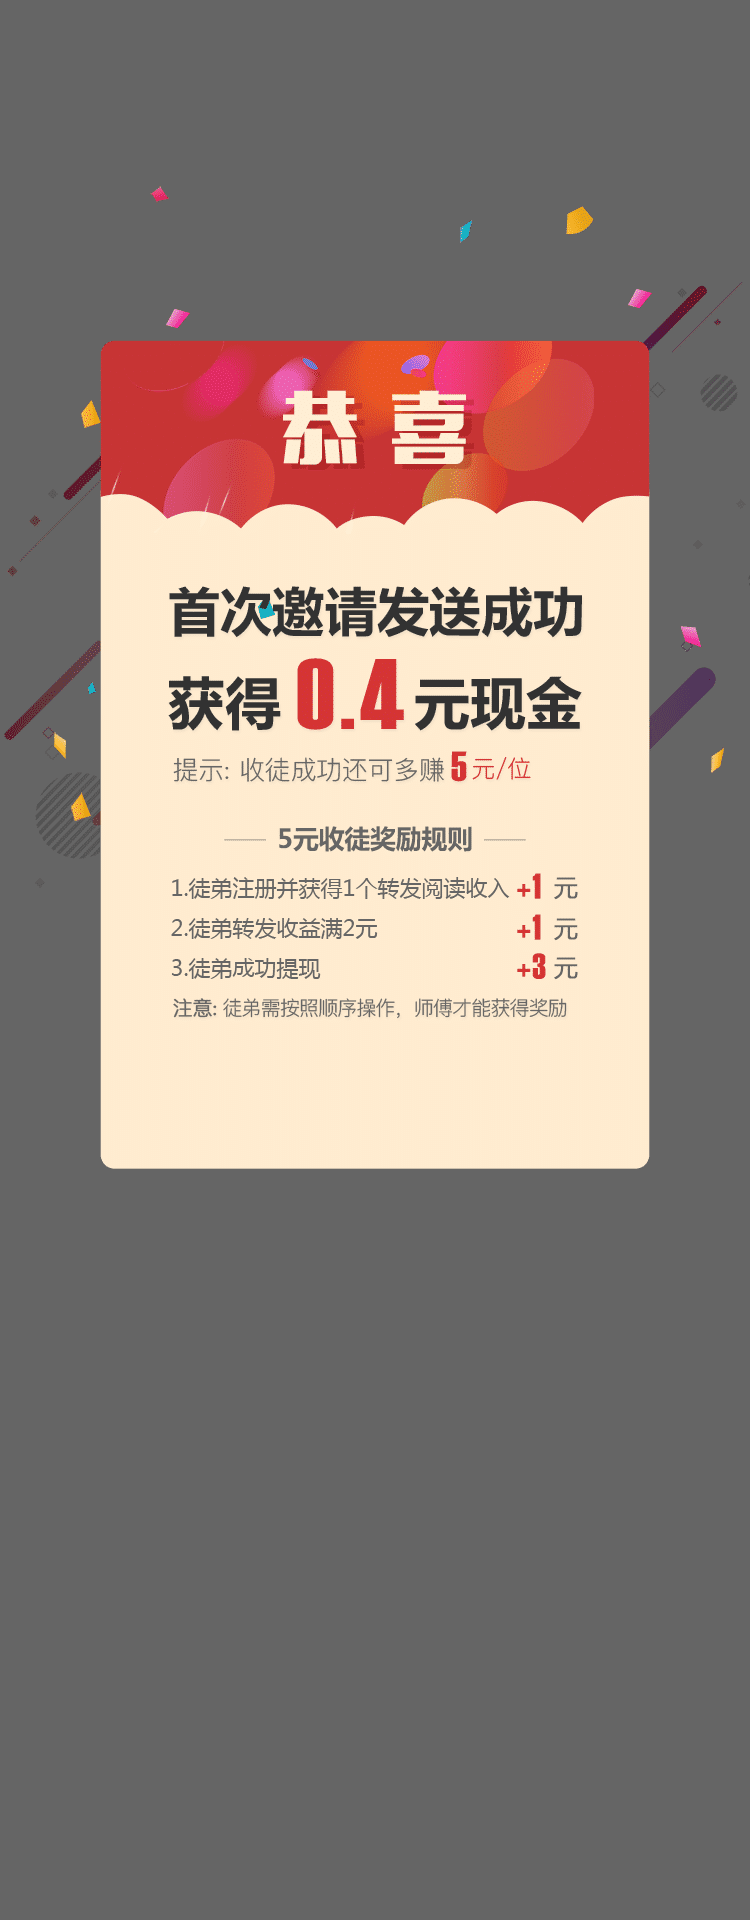 恭喜
首次邀请发送成功
获得0.4元现金
提示: 收徒成功还可多赚5元/位
5元收徒奖励规则
1.徒弟注册并获得1个转发阅读收入 +1 元
2.徒弟转发收益满2元 +1 元
3.徒弟成功提现 +3 元
注意: 徒弟需按照顺序操作，师傅才能获得奖励